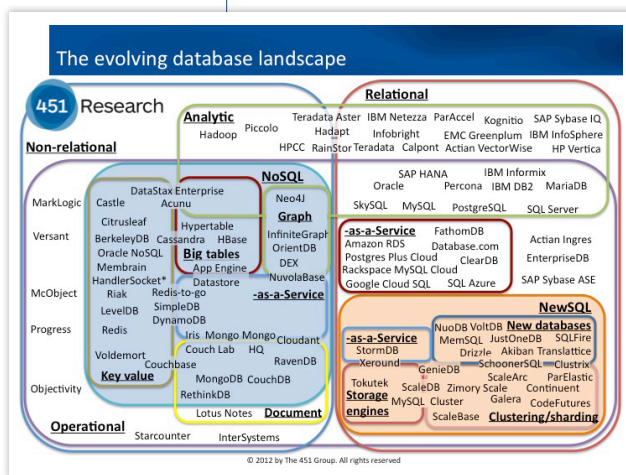 The evolving database landscape
451 Research
Relational
Analytic
Teradata Aster IBM Netezza ParAccel Kognitio SAP Sybase IQ
Hadoop Piccolo Hadapt Infobright EMC Greenplum IBM InfoSphere
HPCC RainStor Teradata Calpont Actian VectorWise HP Vertica
Non-relational
NoSQL
SAP HANA IBM Informix
Oracle Percona IBM DB2 MariaDB
SkySQL MySQL PostgreSQL SQL Server
DataStax Enterprise
Acunu
Neo4J
Graph
InfiniteGraph
OrientDB
DEX
NuvolaBase
MarkLogic
Versant
McObject
Progress
Objectivity
Castle
Citrusleaf
BerkeleyDB
Oracle NoSQL
Membrain
HandlerSocket*
Riak
LevelDB
Redis
Voldemort
Key value
Hypertable
Cassandra HBase
Big tables
App Engine
Datastore
-as-a-Service
Redis-to-go
SimpleDB
DynamoDB
Iris Mongo Mongo
Couch Lab HQ
Cloudant
Couchbase
RavenDB
MongoDB CouchDB
RethinkDB
Lotus Notes Document
-as-a-Service FathomDB
Amazon RDS Database.com
Postgres Plus Cloud ClearDB
Rackspace MySQL Cloud
Google Cloud SQL SQL Azure
Actian Ingres
EnterpriseDB
SAP Sybase ASE
NewSQL
-as-a-Service
StormDB
Xeround
NuoDB VoltDB New databases
MemSQL JustOneDB SQLFire
Drizzle Akiban Translattice
SchoonerSQL Clustrix
GenieDB ScaleArc ParElastic
Tokutek ScaleDB Zimory Scale Continuent
Storage engines
MySQL Cluster Galera CodeFutures
ScaleBase Clustering/sharding
Operational
Starcounter InterSystems
© 2012 by The 451 Group. All rights reserved